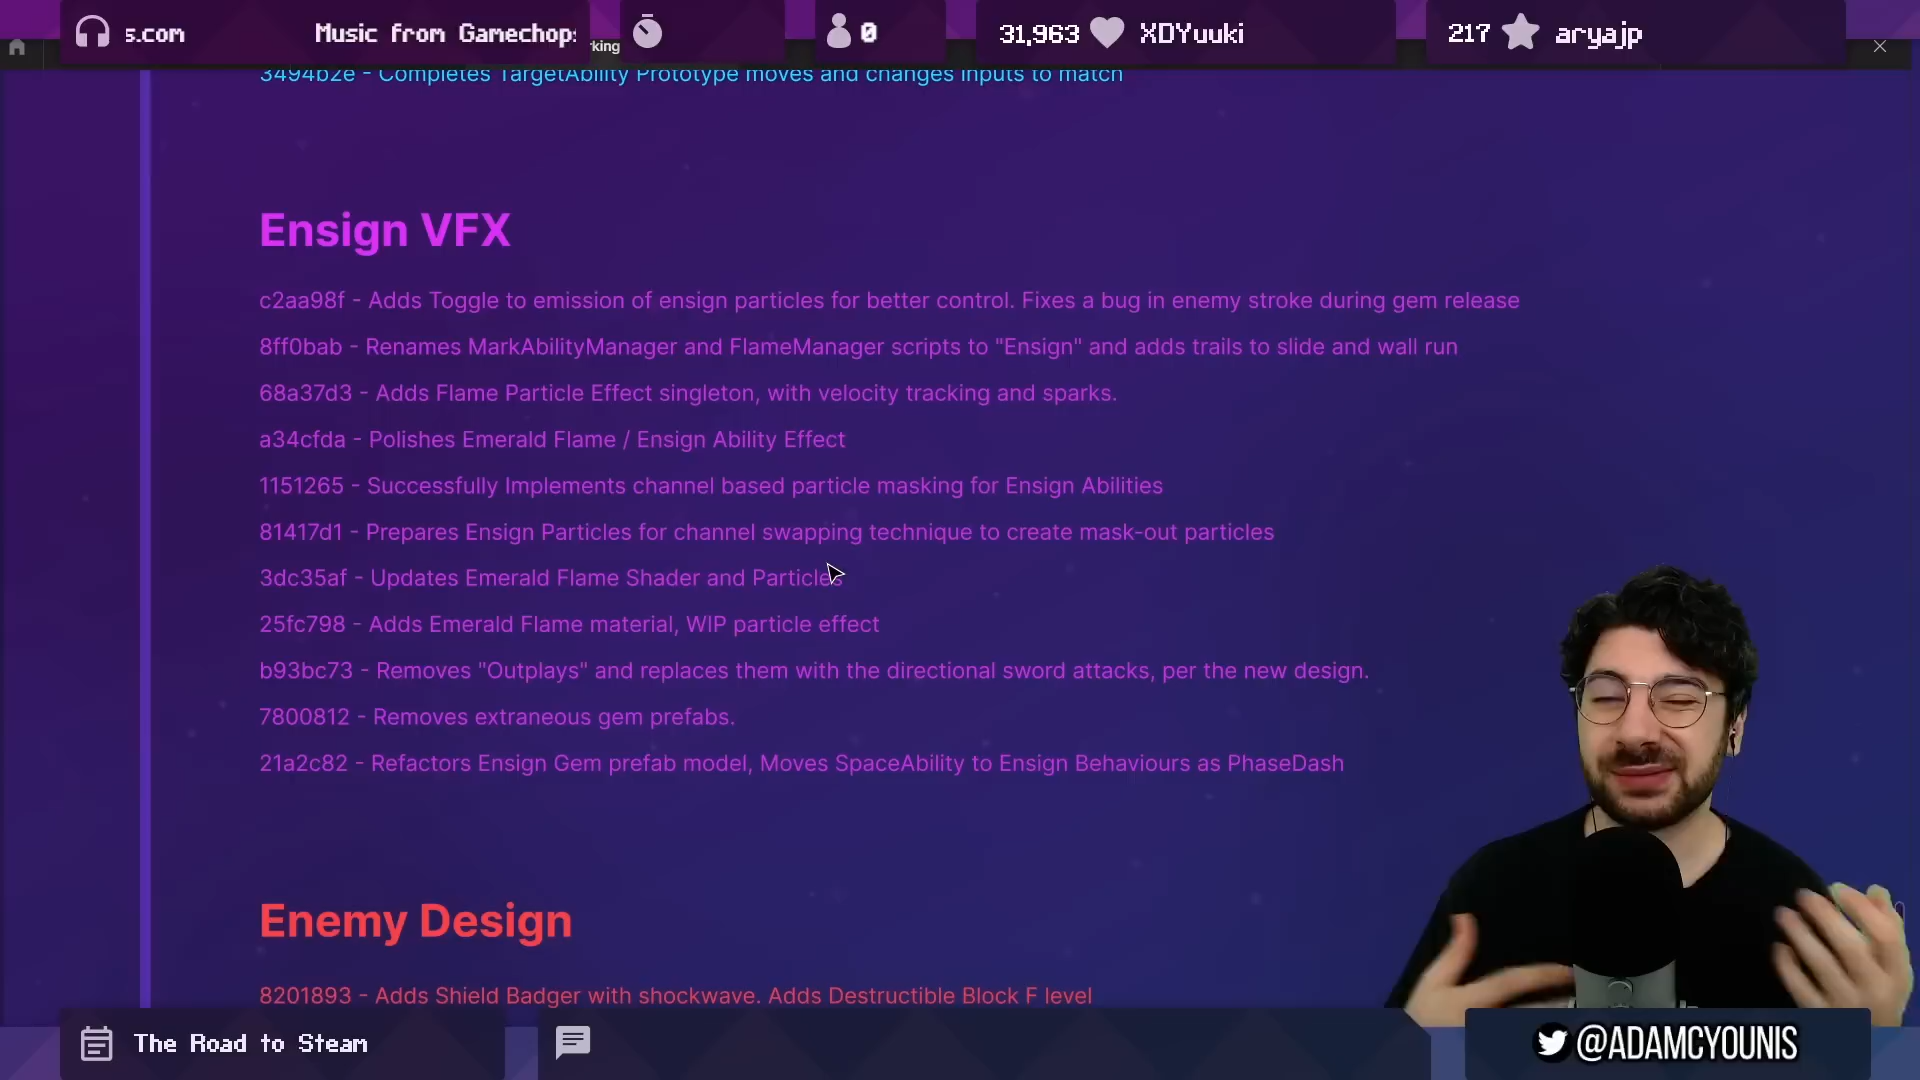 s.com
Music from Gamechops
rking
0
31,963
XDYuuki
217
aryajp
3494b2e - Completes TargetAbility Prototype moves and changes inputs to match
Ensign VFX
c2aa98f - Adds Toggle to emission of ensign particles for better control. Fixes a bug in enemy stroke during gem release
8ff0bab - Renames MarkAbilityManager and FlameManager scripts to "Ensign" and adds trails to slide and wall run
68a37d3 - Adds Flame Particle Effect singleton, with velocity tracking and sparks.
a34cfda - Polishes Emerald Flame / Ensign Ability Effect
1151265 - Successfully Implements channel based particle masking for Ensign Abilities
81417d1 - Prepares Ensign Particles for channel swapping technique to create mask-out particles
3dc35af - Updates Emerald Flame Shader and Particles
25fc798 - Adds Emerald Flame material, WIP particle effect
b93bc73 - Removes "Outplays" and replaces them with the directional sword attacks, per the new design.
7800812 - Removes extraneous gem prefabs.
21a2c82 - Refactors Ensign Gem prefab model, Moves SpaceAbility to Ensign Behaviours as PhaseDash
Enemy Design
8201893 - Adds Shield Badger with shockwave. Adds Destructible Block F level
The Road to Steam
@ADAMCYOUNIS